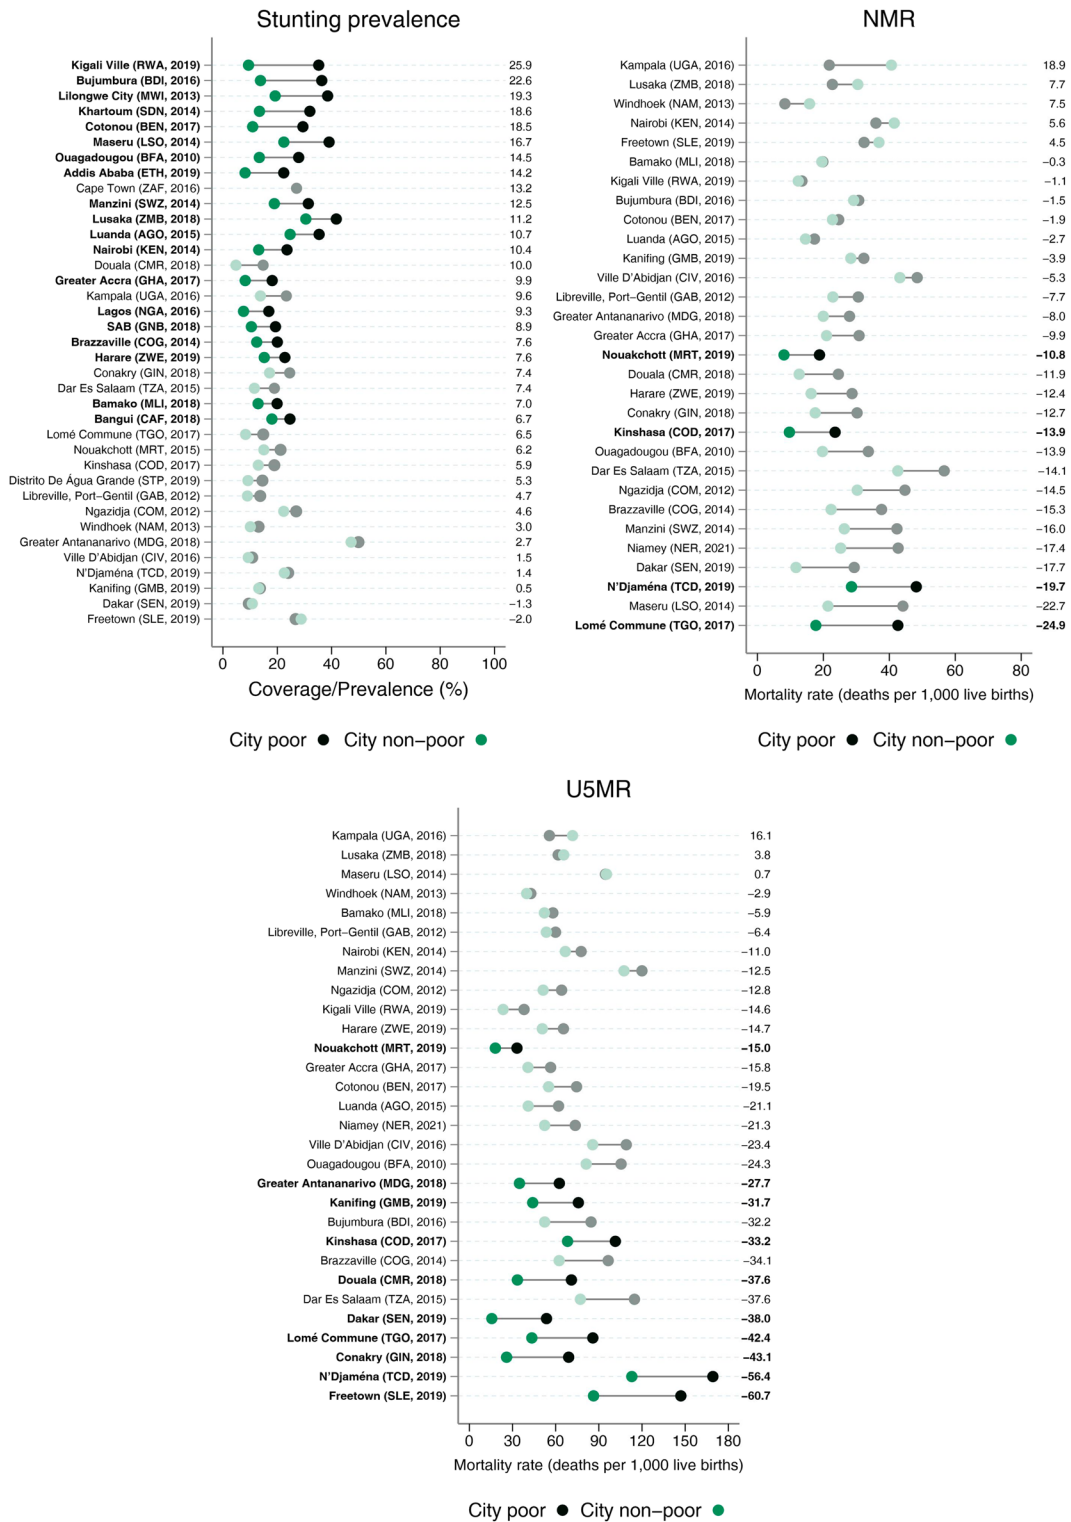 Stunting prevalence
Kigali Ville (RWA, 2019) 25.9
Bujumbura (BDI, 2016) 22.6
Lilongwe City (MWI, 2013) 19.3
Khartoum (SDN, 2014) 18.6
Cotonou (BEN, 2017) 18.5
Maseru (LSO, 2014) 16.7
Ouagadougou (BFA, 2010) 14.5
Addis Ababa (ETH, 2019) 14.2
Cape Town (ZAF, 2016) 13.2
Manzini (SWZ, 2014) 12.5
Lusaka (ZMB, 2018) 11.2
Luanda (AGO, 2015) 10.7
Nairobi (KEN, 2014) 10.4
Douala (CMR, 2018) 10.0
Greater Accra (GHA, 2017) 9.9
Kampala (UGA, 2016) 9.6
Lagos (NGA, 2016) 9.3
SAB (GNB, 2018) 8.9
Brazzaville (COG, 2014) 7.6
Harare (ZWE, 2019) 7.6
Conakry (GIN, 2018) 7.4
Dar Es Salaam (TZA, 2015) 7.4
Bamako (MLI, 2018) 7.0
Bangui (CAF, 2018) 6.7
Lomé Commune (TGO, 2017) 6.5
Nouakchott (MRT, 2015) 6.2
Kinshasa (COD, 2017) 5.9
Distrito De Água Grande (STP, 2019) 5.3
Libreville, Port−Gentil (GAB, 2012) 4.7
Ngazidja (COM, 2012) 4.6
Windhoek (NAM, 2013) 3.0
Greater Antananarivo (MDG, 2018) 2.7
Ville D'Abidjan (CIV, 2016) 1.5
N'Djaména (TCD, 2019) 1.4
Kanifing (GMB, 2019) 0.5
Dakar (SEN, 2019) −1.3
Freetown (SLE, 2019) −2.0
0 20 40 60 80 100
Coverage/Prevalence (%)
City poor City non−poor
NMR
Kampala (UGA, 2016) 18.9
Lusaka (ZMB, 2018) 7.7
Windhoek (NAM, 2013) 7.5
Nairobi (KEN, 2014) 5.6
Freetown (SLE, 2019) 4.5
Bamako (MLI, 2018) −0.3
Kigali Ville (RWA, 2019) −1.1
Bujumbura (BDI, 2016) −1.5
Cotonou (BEN, 2017) −1.9
Luanda (AGO, 2015) −2.7
Kanifing (GMB, 2019) −3.9
Ville D'Abidjan (CIV, 2016) −5.3
Libreville, Port−Gentil (GAB, 2012) −7.7
Greater Antananarivo (MDG, 2018) −8.0
Greater Accra (GHA, 2017) −9.9
Nouakchott (MRT, 2019) −10.8
Douala (CMR, 2018) −11.9
Harare (ZWE, 2019) −12.4
Conakry (GIN, 2018) −12.7
Kinshasa (COD, 2017) −13.9
Ouagadougou (BFA, 2010) −13.9
Dar Es Salaam (TZA, 2015) −14.1
Ngazidja (COM, 2012) −14.5
Brazzaville (COG, 2014) −15.3
Manzini (SWZ, 2014) −16.0
Niamey (NER, 2021) −17.4
Dakar (SEN, 2019) −17.7
N'Djaména (TCD, 2019) −19.7
Maseru (LSO, 2014) −22.7
Lomé Commune (TGO, 2017) −24.9
0 20 40 60 80
Mortality rate (deaths per 1,000 live births)
City poor City non−poor
U5MR
Kampala (UGA, 2016) 16.1
Lusaka (ZMB, 2018) 3.8
Maseru (LSO, 2014) 0.7
Windhoek (NAM, 2013) −2.9
Bamako (MLI, 2018) −5.9
Libreville, Port−Gentil (GAB, 2012) −6.4
Nairobi (KEN, 2014) −11.0
Manzini (SWZ, 2014) −12.5
Ngazidja (COM, 2012) −12.8
Kigali Ville (RWA, 2019) −14.6
Harare (ZWE, 2019) −14.7
Nouakchott (MRT, 2019) −15.0
Greater Accra (GHA, 2017) −15.8
Cotonou (BEN, 2017) −19.5
Luanda (AGO, 2015) −21.1
Niamey (NER, 2021) −21.3
Ville D'Abidjan (CIV, 2016) −23.4
Ouagadougou (BFA, 2010) −24.3
Greater Antananarivo (MDG, 2018) −27.7
Kanifing (GMB, 2019) −31.7
Bujumbura (BDI, 2016) −32.2
Kinshasa (COD, 2017) −33.2
Brazzaville (COG, 2014) −34.1
Douala (CMR, 2018) −37.6
Dar Es Salaam (TZA, 2015) −37.6
Dakar (SEN, 2019) −38.0
Lomé Commune (TGO, 2017) −42.4
Conakry (GIN, 2018) −43.1
N'Djaména (TCD, 2019) −56.4
Freetown (SLE, 2019) −60.7
0 30 60 90 120 150 180
Mortality rate (deaths per 1,000 live births)
City poor City non−poor